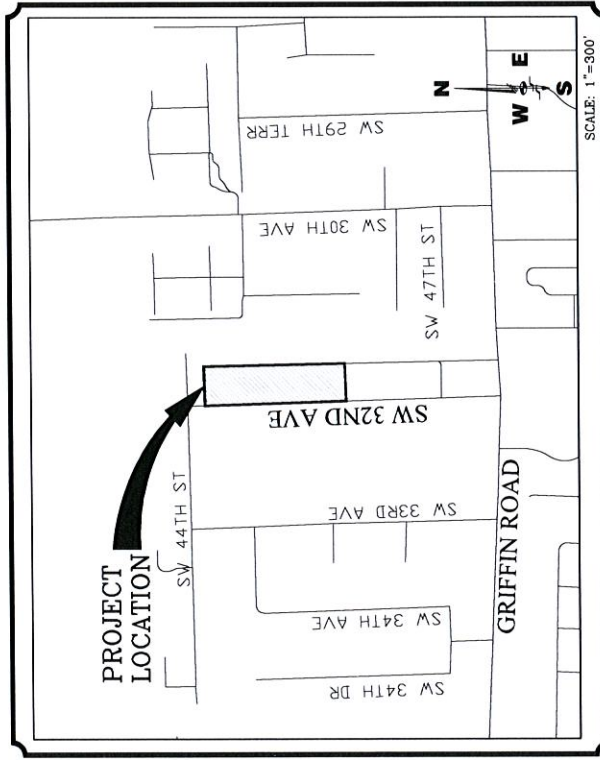 PROJECT
LOCATION
SW 44TH ST
SW 34TH DR
SW 34TH AVE
SW 33RD AVE
SW 32ND AVE
SW 30TH AVE
SW 29TH TERR
SW 47TH ST
GRIFFIN ROAD
N
W E
S
SCALE: 1"=300'